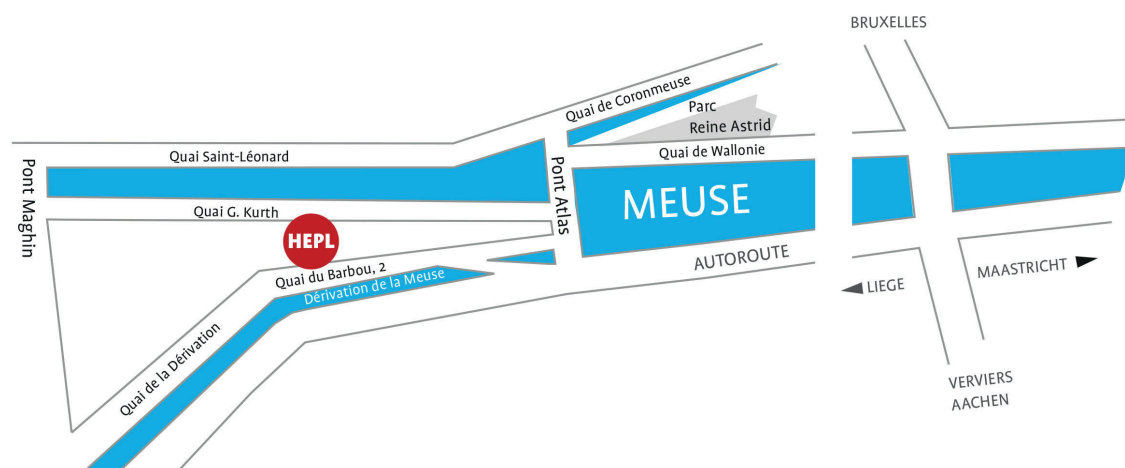 BRUXELLES
Quai de Coronmeuse
Parc
Reine Astrid
Quai Saint-Léonard
Quai de Wallonie
Pont Maghin
Pont Atlas
MEUSE
Quai G. Kurth
HEPL
AUTOROUTE
Quai du Barbou, 2
Dérivation de la Meuse
MAASTRICHT
LIEGE
Quai de la Dérivation
VERVIERS
AACHEN